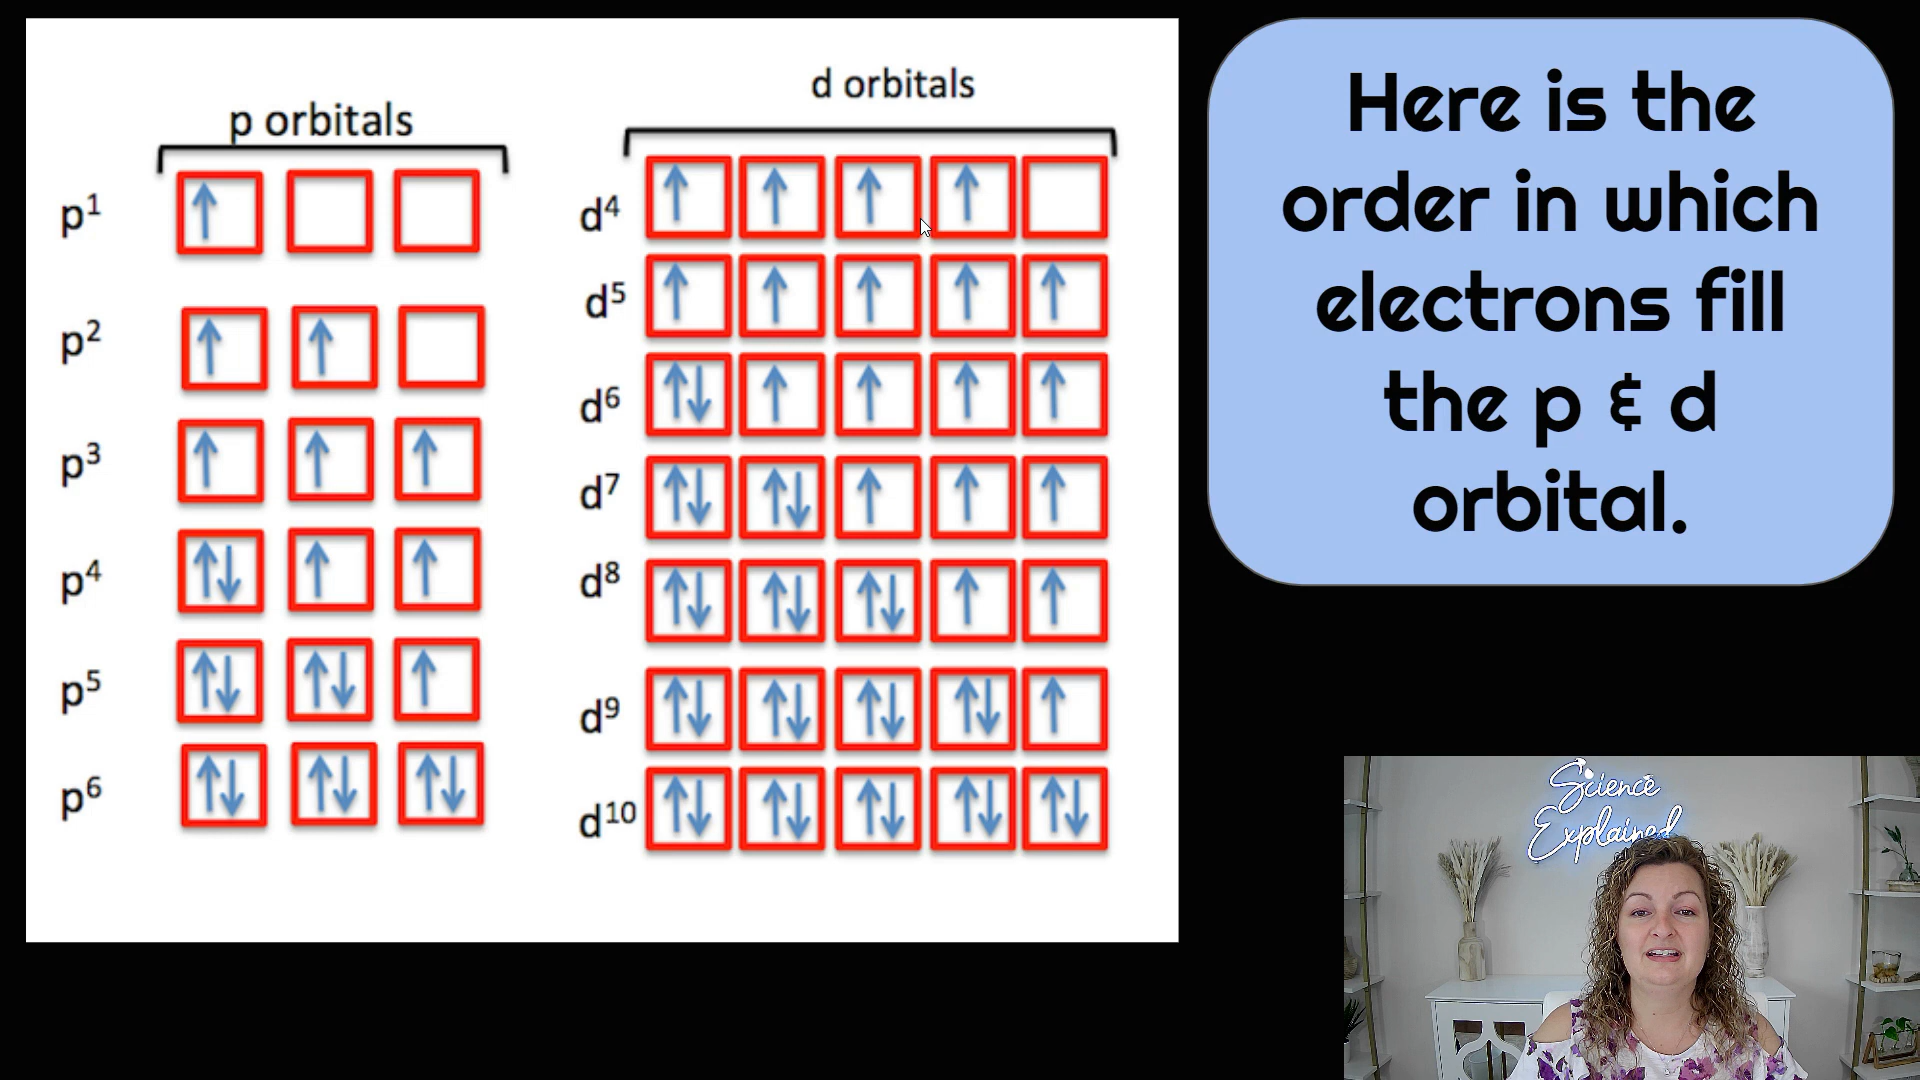 p orbitals
p¹
p²
p³
p⁴
p⁵
p⁶
d orbitals
d⁴
d⁵
d⁶
d⁷
d⁸
d⁹
d¹⁰
Here is the
order in which
electrons fill
the p & d
orbital.
Science
Explained